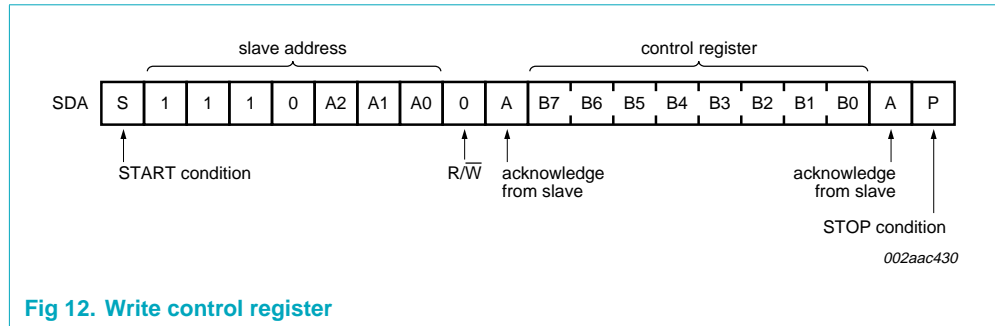 slave address control register
SDA S 1 1 1 0 A2 A1 A0 0 A B7 B6 B5 B4 B3 B2 B1 B0 A P
START condition R/W̅ acknowledge from slave acknowledge from slave
STOP condition
002aac430
Fig 12. Write control register